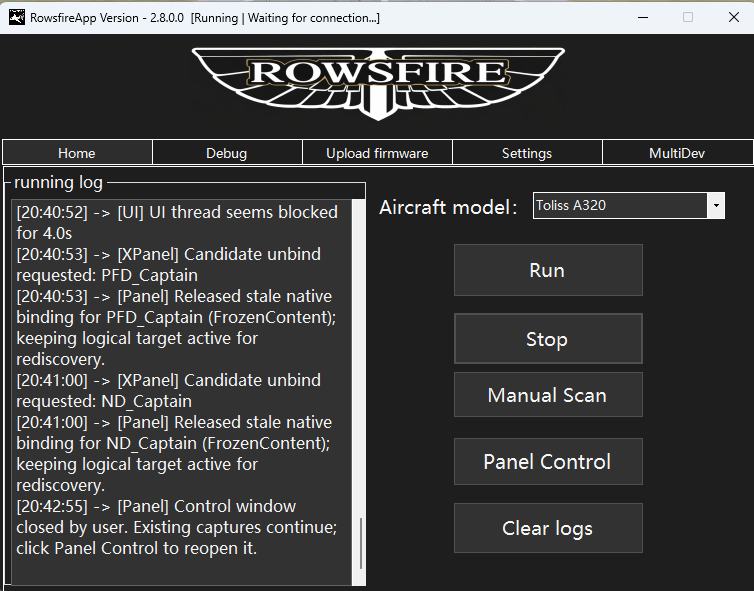 RowsfireApp Version - 2.8.0.0  [Running | Waiting for connection...]
ROWSFIRE
Home
Debug
Upload firmware
Settings
MultiDev
running log
[20:40:52] -> [UI] UI thread seems blocked
for 4.0s
[20:40:53] -> [XPanel] Candidate unbind
requested: PFD_Captain
[20:40:53] -> [Panel] Released stale native
binding for PFD_Captain (FrozenContent);
keeping logical target active for
rediscovery.
[20:41:00] -> [XPanel] Candidate unbind
requested: ND_Captain
[20:41:00] -> [Panel] Released stale native
binding for ND_Captain (FrozenContent);
keeping logical target active for
rediscovery.
[20:42:55] -> [Panel] Control window
closed by user. Existing captures continue;
click Panel Control to reopen it.
Aircraft model:
Toliss A320
Run
Stop
Manual Scan
Panel Control
Clear logs